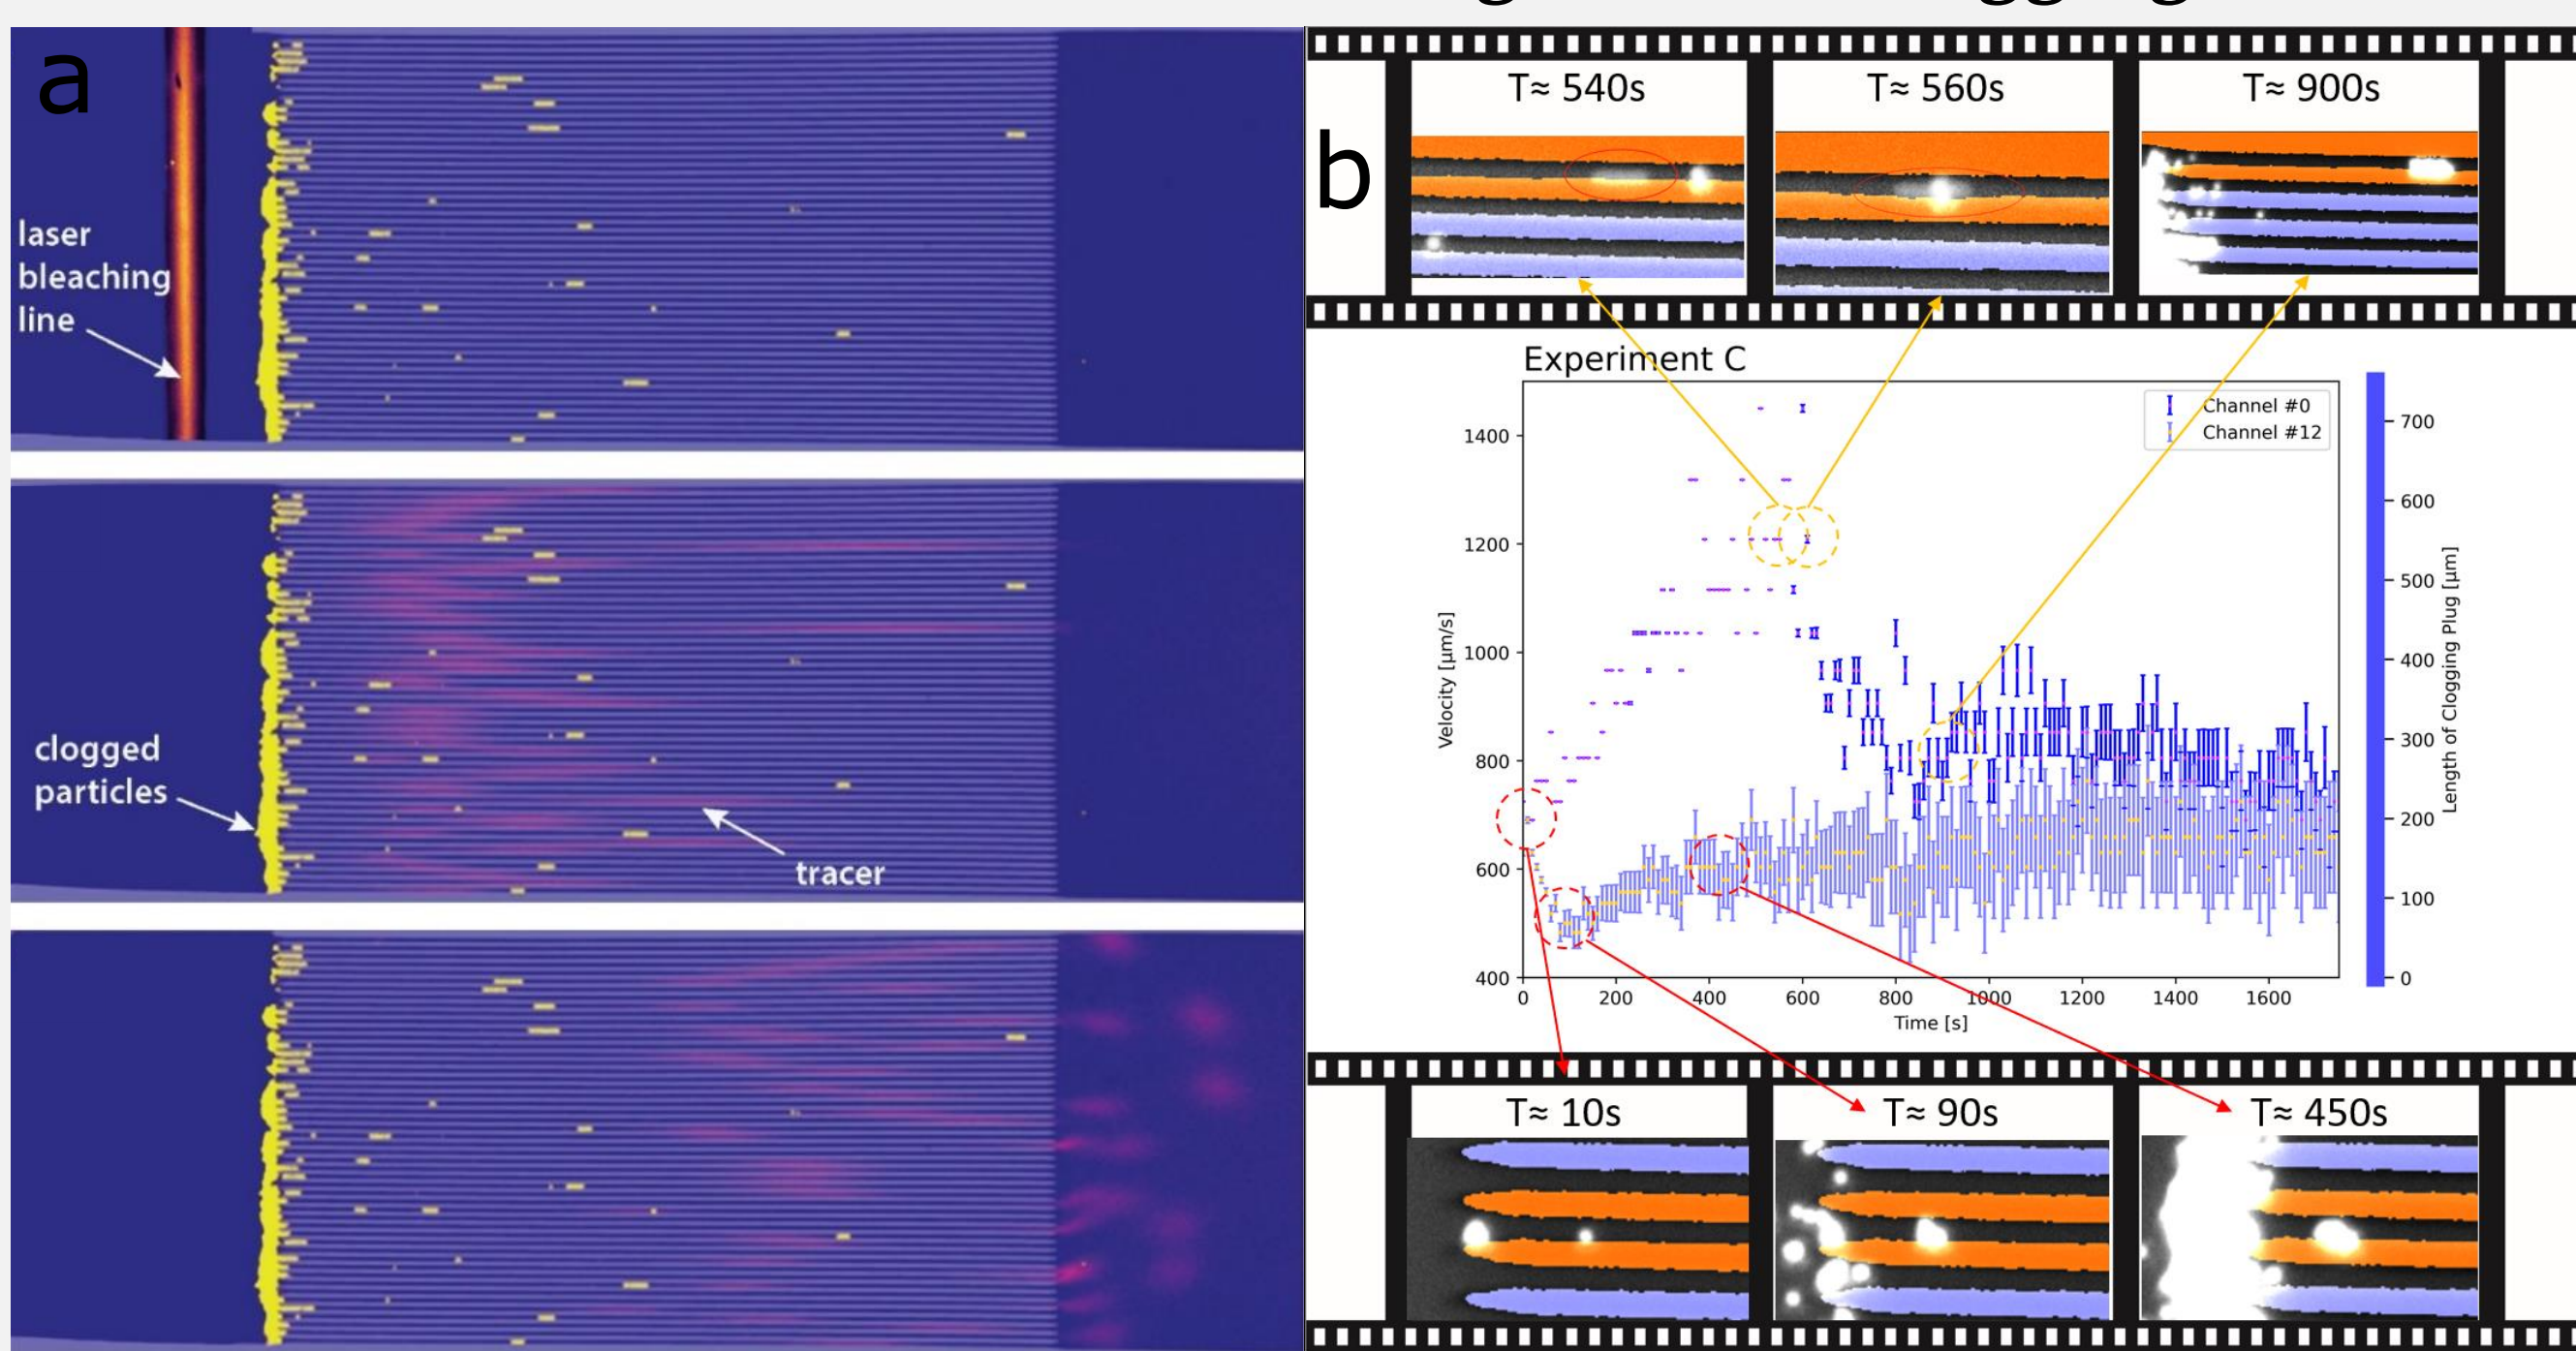 a
laser
bleaching
line
clogged
particles
tracer
b
T≈ 540s
T≈ 560s
T≈ 900s
Experiment C
Channel #0
Channel #12
Velocity [μm/s]
1400
1200
1000
800
600
400
0
200
400
600
800
1000
1200
1400
1600
Time [s]
700
600
500
400
300
200
100
0
Length of Clogging Plug [μm]
T≈ 10s
T≈ 90s
T≈ 450s